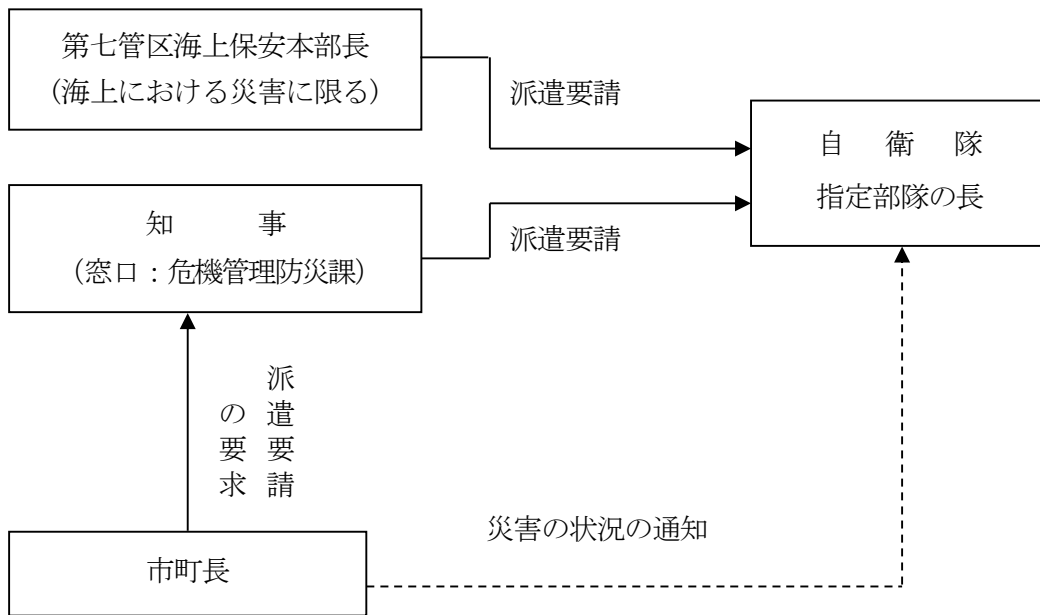 第七管区海上保安本部長
（海上における災害に限る）
派遣要請
自　衛　隊
指定部隊の長
知　　事
（窓口：危機管理防災課）
派遣要請
派遣要請
の要求
災害の状況の通知
市町長